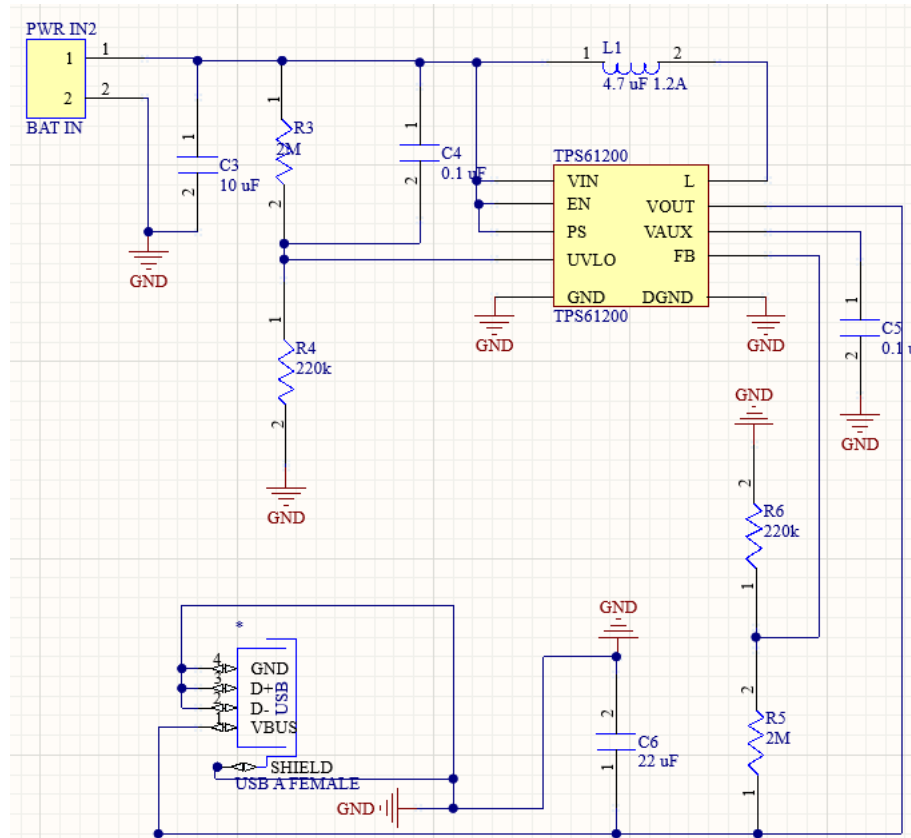 PWR IN2
1
1
2
2
BAT IN
GND
1
C3
10 uF
2
1
R3
2M
2
1
C4
0.1 uF
2
1
L1
2
4.7 uF 1.2A
TPS61200
VIN
L
EN
VOUT
PS
VAUX
UVLO
FB
GND
DGND
TPS61200
GND
GND
1
C5
0.1 u
2
GND
1
R4
220k
2
GND
GND
2
R6
220k
1
2
R5
2M
1
GND
2
C6
22 uF
1
*
4
GND
3
D+
2
D-
1
VBUS
USB
SHIELD
USB A FEMALE
GND